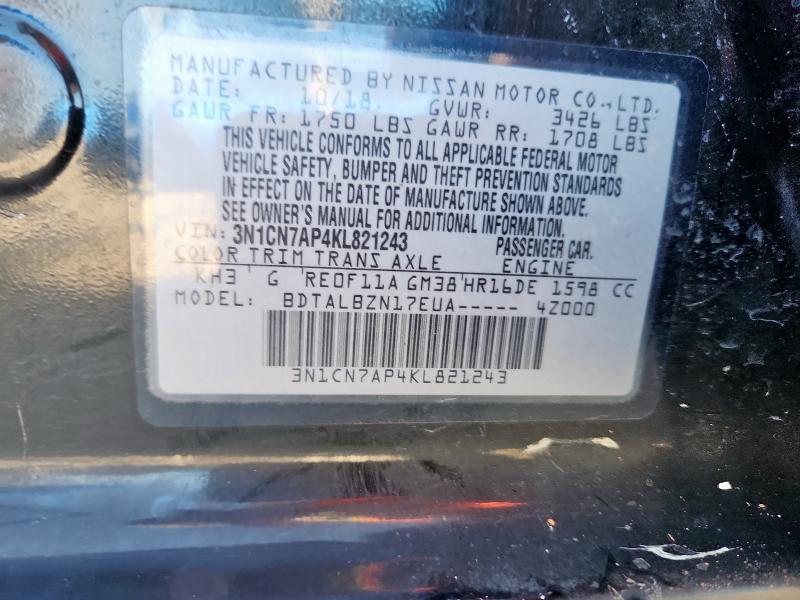 MANUFACTURED BY NISSAN MOTOR CO., LTD.
DATE: 10/18. GVWR: 3426 LBS
GAWR FR: 1750 LBS GAWR RR: 1708 LBS
THIS VEHICLE CONFORMS TO ALL APPLICABLE FEDERAL MOTOR
VEHICLE SAFETY, BUMPER AND THEFT PREVENTION STANDARDS
IN EFFECT ON THE DATE OF MANUFACTURE SHOWN ABOVE.
SEE OWNER'S MANUAL FOR ADDITIONAL INFORMATION.
VIN: 3N1CN7AP4KL821243 PASSENGER CAR.
COLOR TRIM TRANS AXLE ENGINE
KH3 G RE0F11A GM38 HR16DE 1598 CC
MODEL: BDTALBZN17EUA----- 4Z000
3N1CN7AP4KL821243